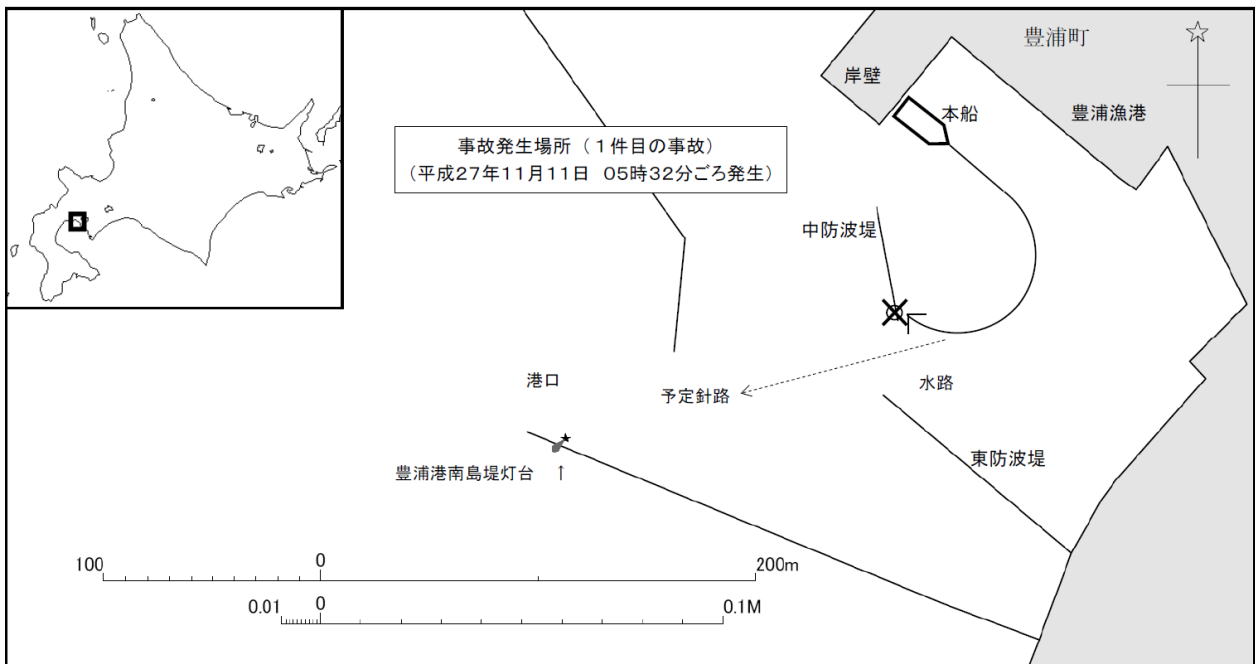 豊浦町
岸壁
本船
豊浦漁港
事故発生場所（１件目の事故）
（平成27年11月11日　05時32分ごろ発生）
中防波堤
港口
予定針路
水路
豊浦港南島堤灯台
↑
東防波堤
100
0
200m
0.01
0
0.1M